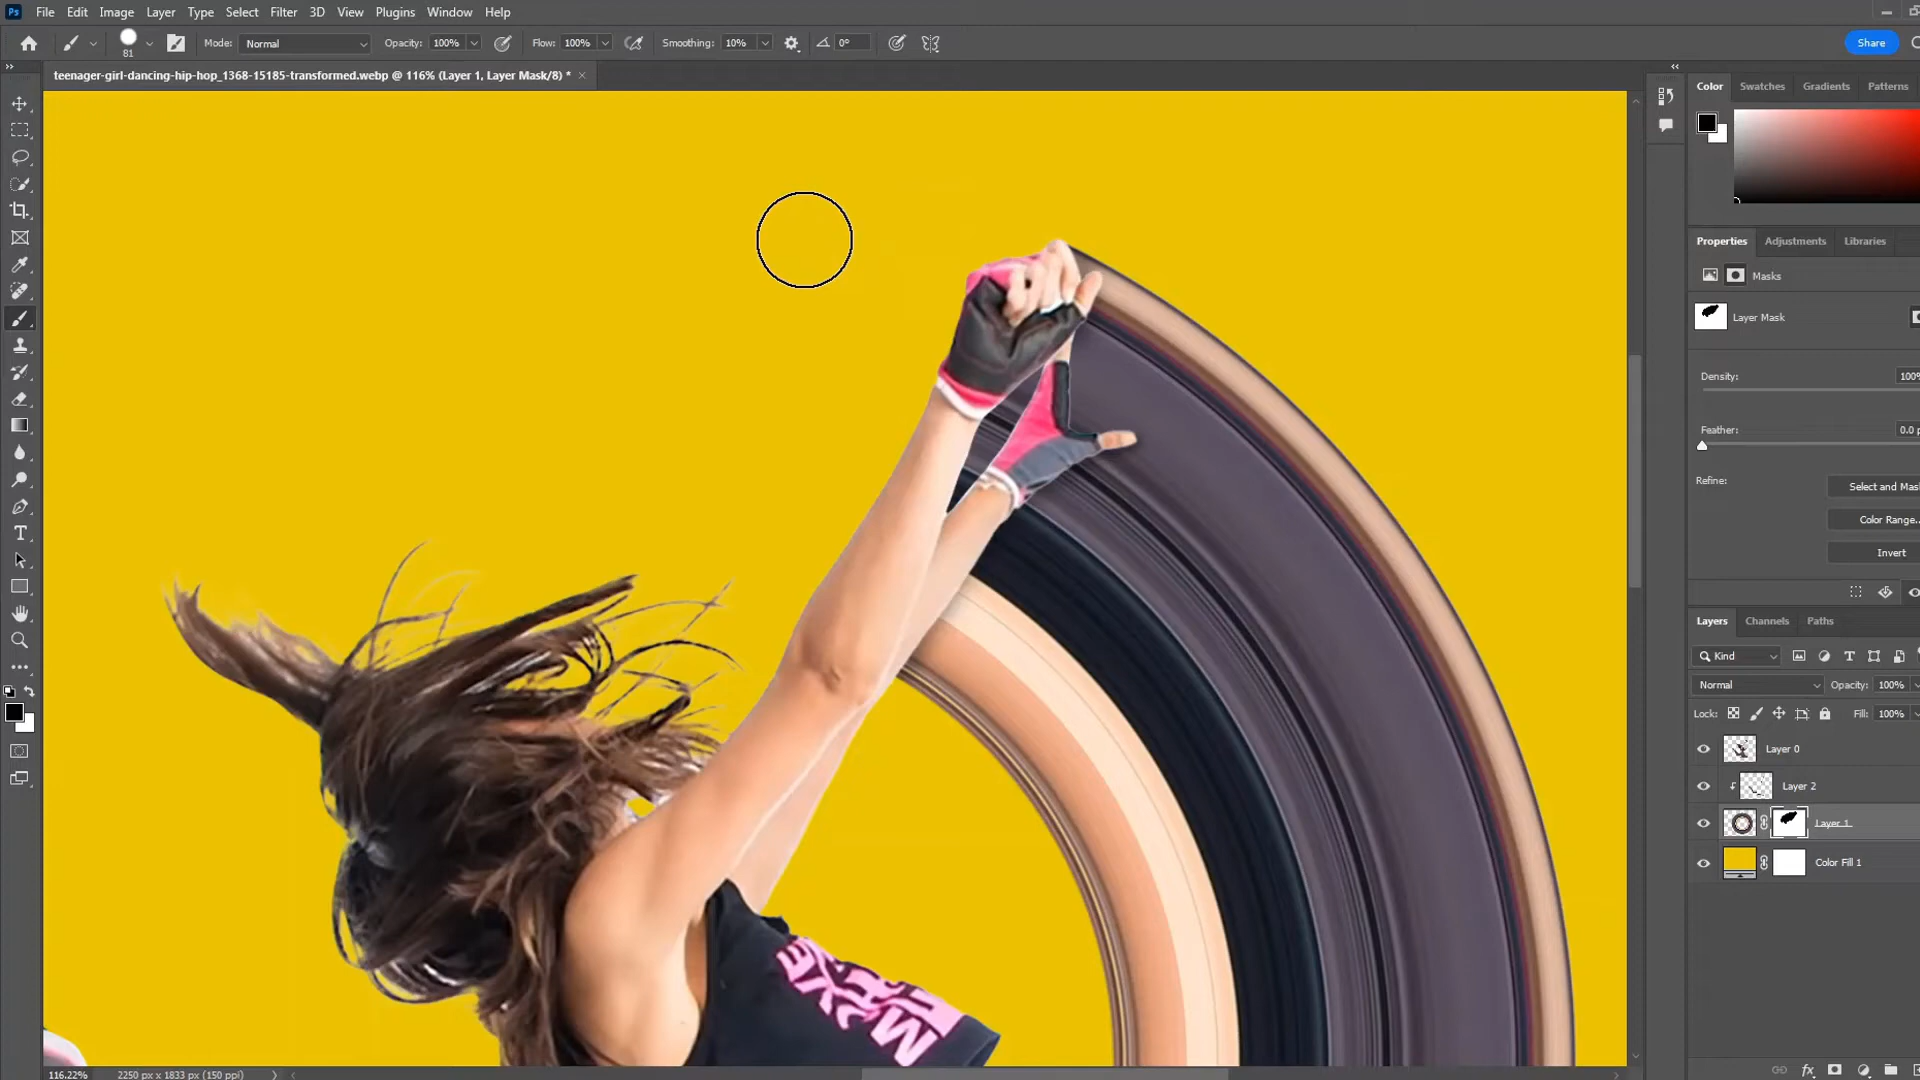 Ps File Edit Image Layer Type Select Filter 3D View Plugins Window Help
81 Mode: Normal Opacity: 100% Flow: 100% Smoothing: 10% 0° Share
teenager-girl-dancing-hip-hop_1368-15185-transformed.webp @ 116% (Layer 1, Layer Mask/8) * ×
Color Swatches Gradients Patterns
Properties Adjustments Libraries
Masks
Layer Mask
Density: 100%
Feather: 0.0 p
Refine: Select and Mas
Color Range..
Invert
Layers Channels Paths
Kind
Normal Opacity: 100%
Lock: Fill: 100%
Layer 0
Layer 2
Layer 1
Color Fill 1
116.22% 2250 px x 1833 px (150 ppi)